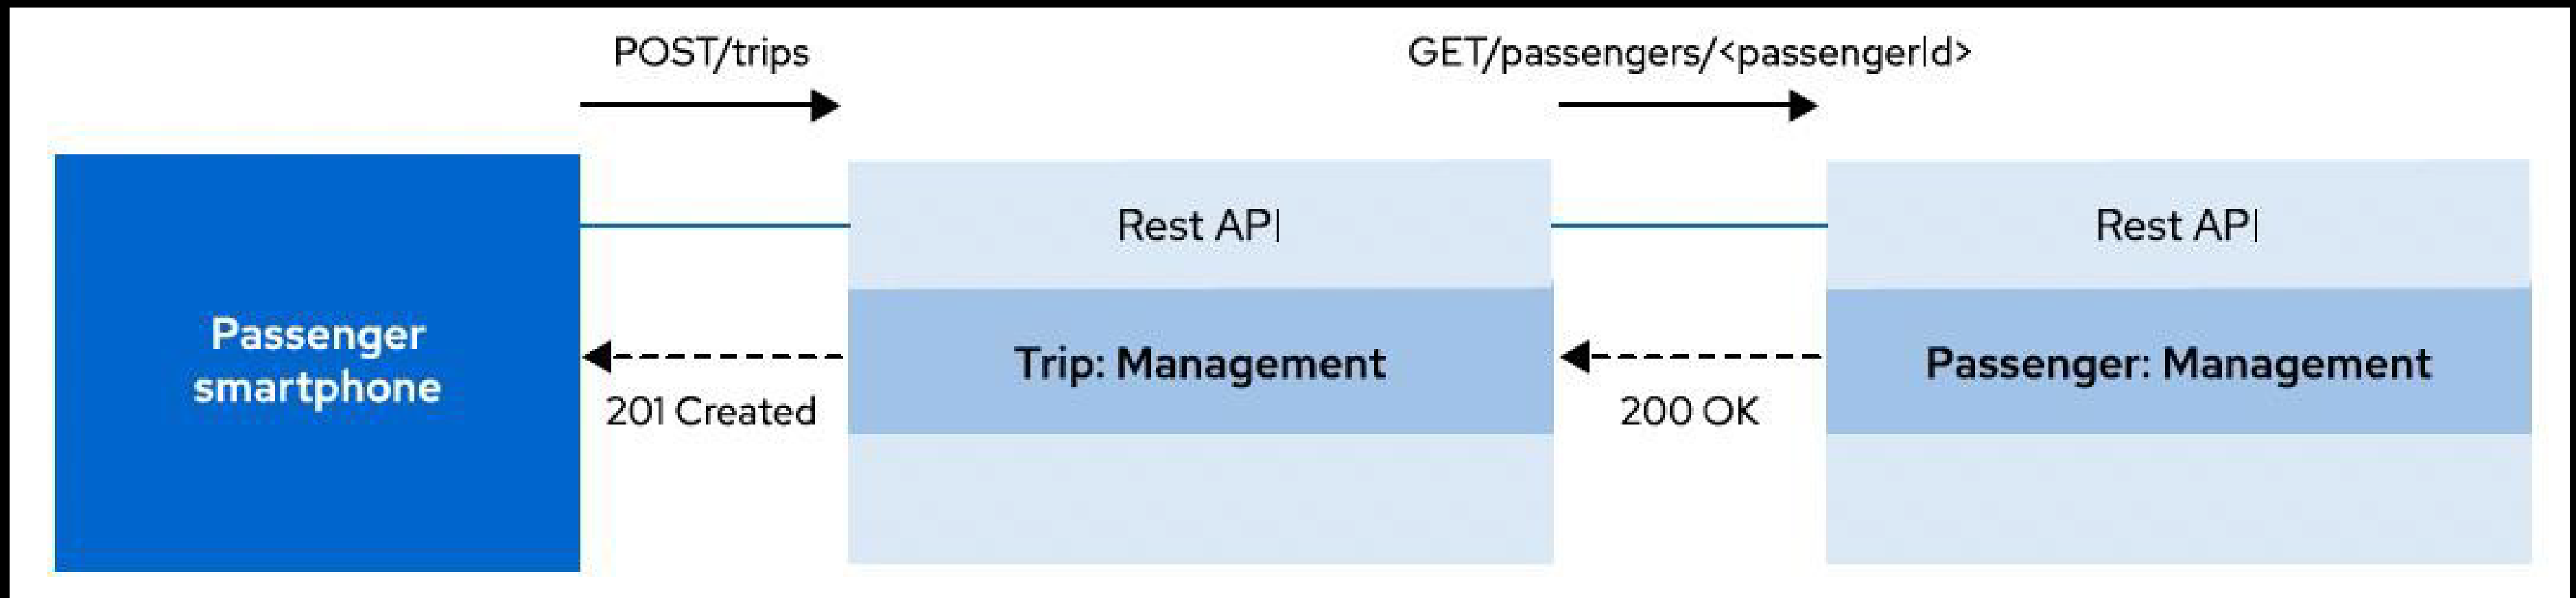 POST/trips
GET/passengers/<passengerId>
Rest API
Rest API
Passenger
smartphone
Trip: Management
Passenger: Management
201 Created
200 OK